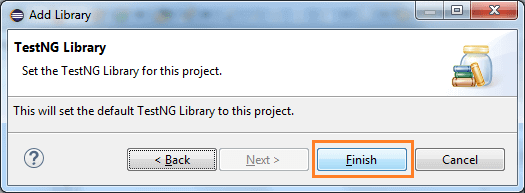 Add Library
TestNG Library
Set the TestNG Library for this project.
This will set the default TestNG Library to this project.
? < Back Next > Finish Cancel